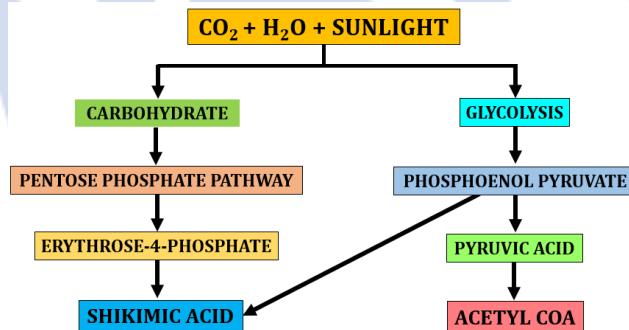 CO₂ + H₂O + SUNLIGHT
CARBOHYDRATE
GLYCOLYSIS
PENTOSE PHOSPHATE PATHWAY
PHOSPHOENOL PYRUVATE
ERYTHROSE-4-PHOSPHATE
PYRUVIC ACID
SHIKIMIC ACID
ACETYL COA